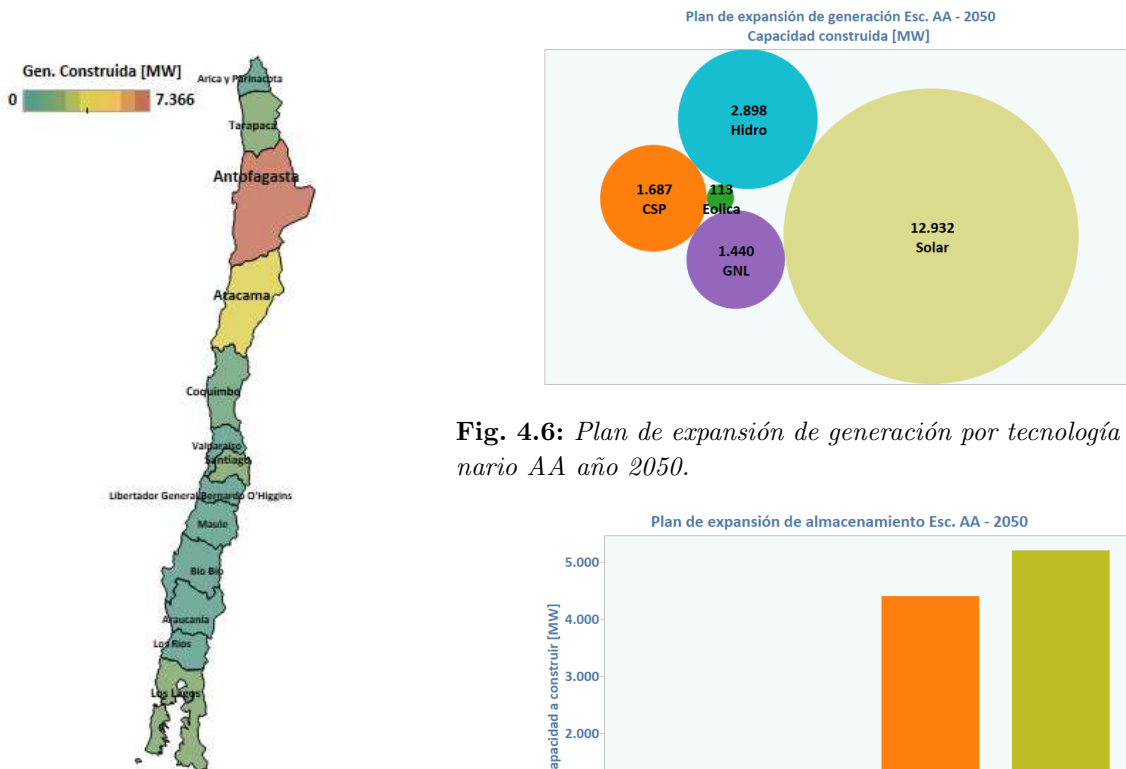 Gen. Construida [MW]
0 7.366
Arica y Parinacota
Tarapacá
Antofagasta
Atacama
Coquimbo
Valparaíso
Santiago
Libertador General Bernardo O'Higgins
Maule
Bio Bio
Araucanía
Los Ríos
Los Lagos
Plan de expansión de generación Esc. AA - 2050
Capacidad construida [MW]
2.898
Hidro
1.687
CSP
113
Eolica
1.440
GNL
12.932
Solar
Fig. 4.6: Plan de expansión de generación por tecnología
nario AA año 2050.
Plan de expansión de almacenamiento Esc. AA - 2050
apacidad a construir [MW]
5.000
4.000
3.000
2.000